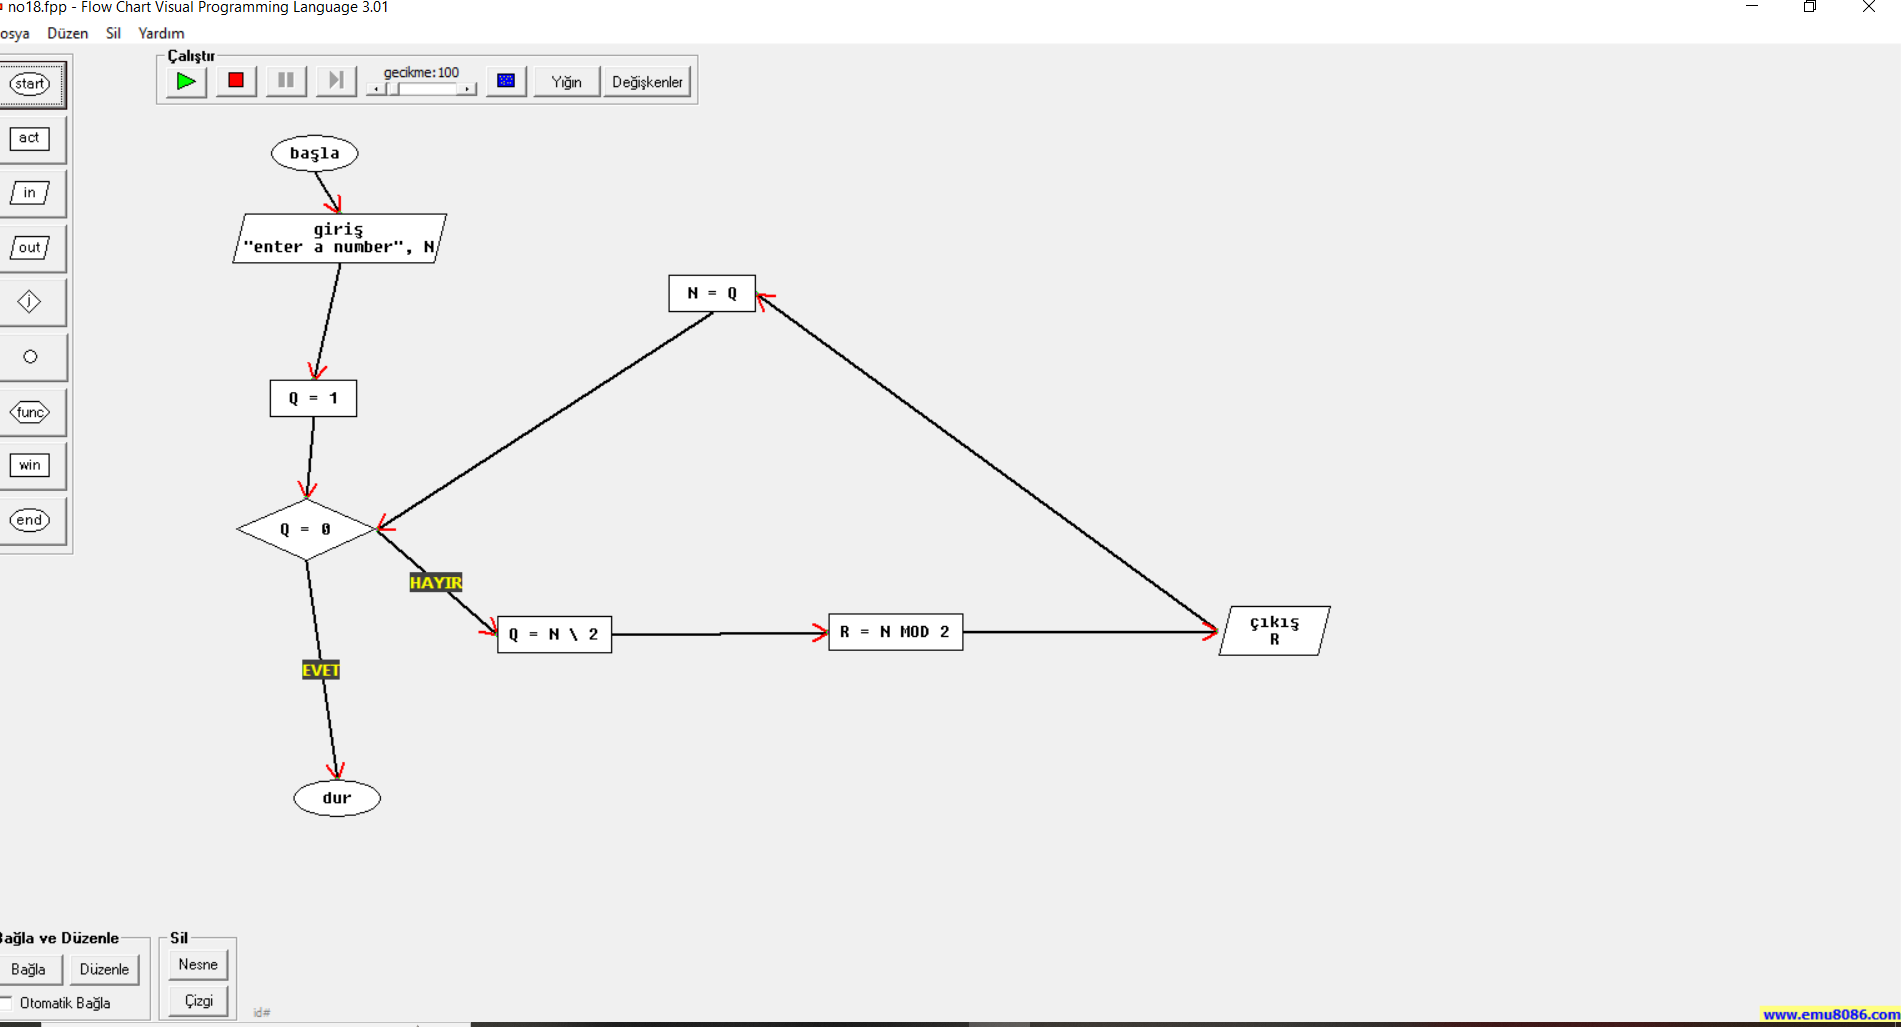 no18.fpp - Flow Chart Visual Programming Language 3.01
osya Düzen Sil Yardım
Çalıştır
gecikme:100
Yığın
Değişkenler
start
act
in
out
j
func
win
end
başla
giriş
"enter a number", N
N = Q
Q = 1
Q = 0
HAYIR
Q = N \ 2
R = N MOD 2
çıkış
R
EVET
dur
Bağla ve Düzenle
Bağla
Düzenle
Otomatik Bağla
Sil
Nesne
Çizgi
id#
www.emu8086.com